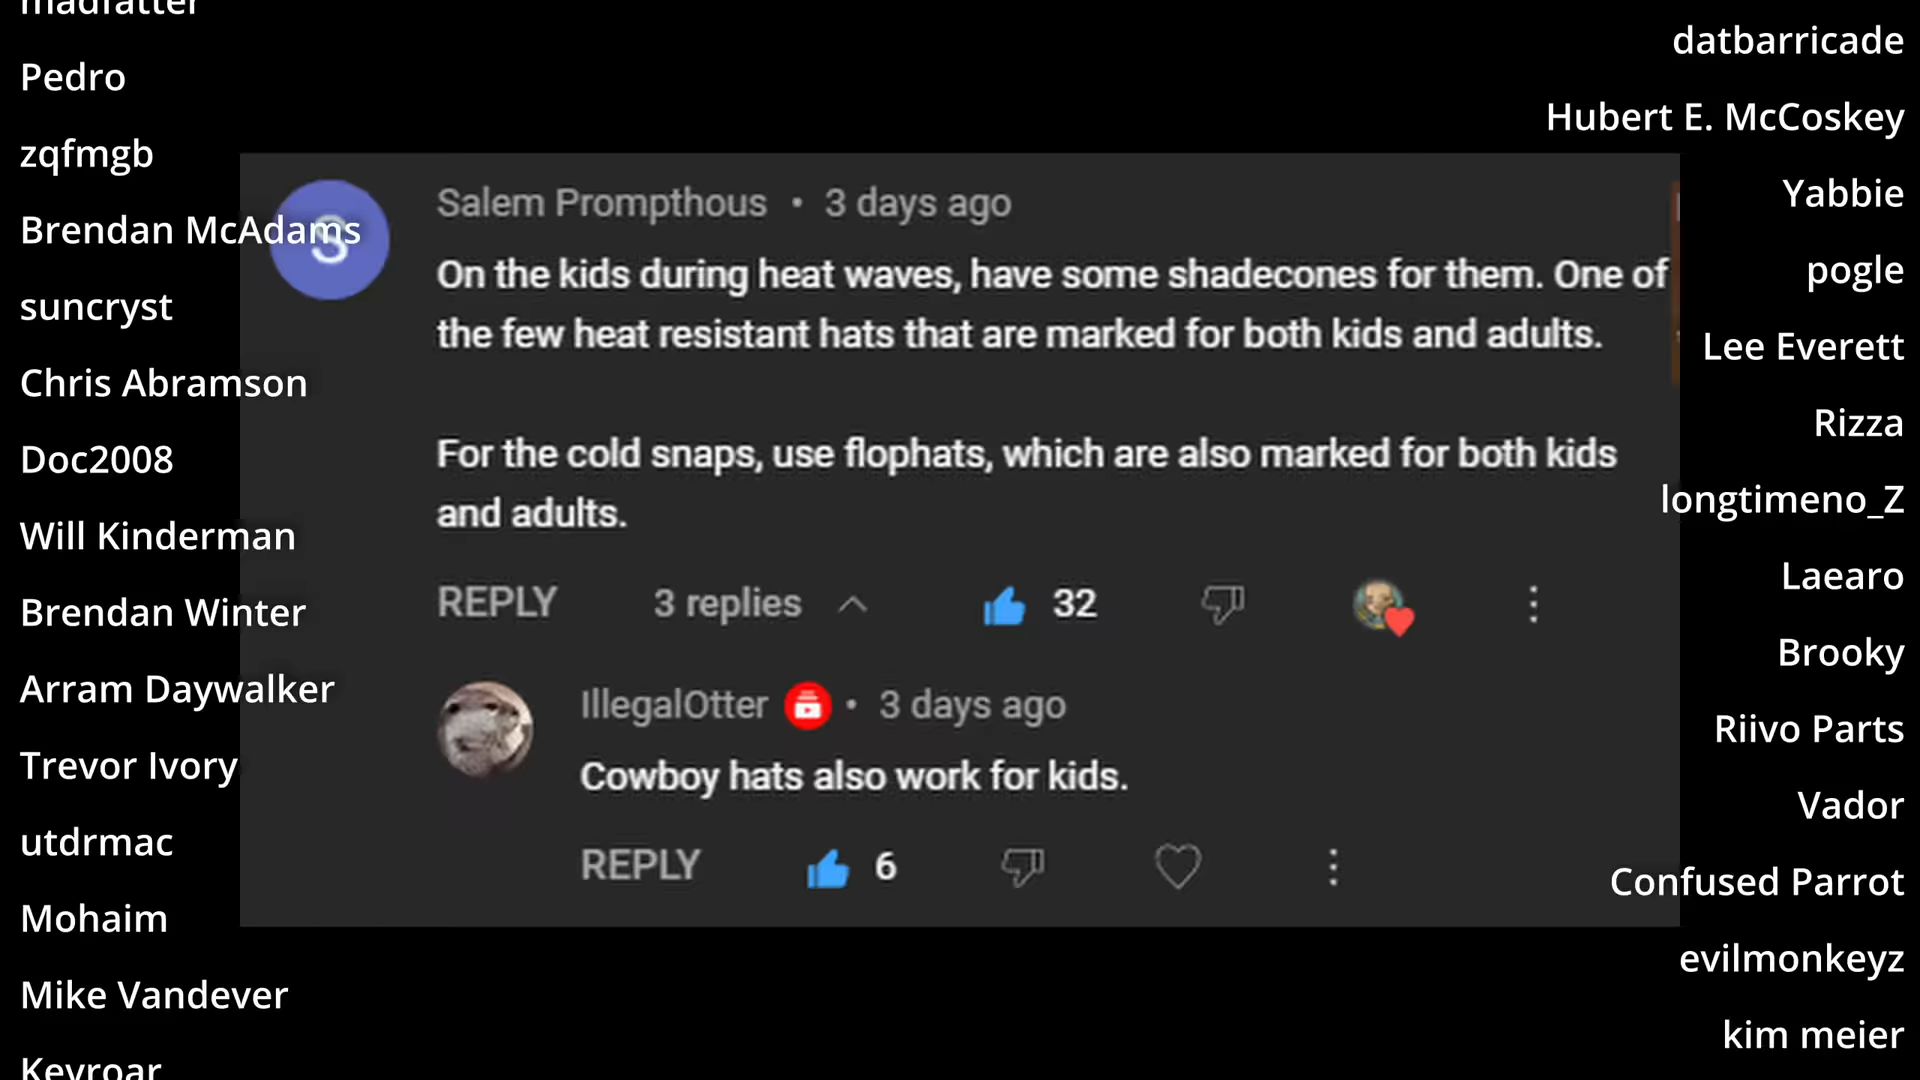 madfatter
Pedro
zqfmgb
Brendan McAdams
suncryst
Chris Abramson
Doc2008
Will Kinderman
Brendan Winter
Arram Daywalker
Trevor Ivory
utdrmac
Mohaim
Mike Vandever
Kevroar
S
Salem Prompthous • 3 days ago
On the kids during heat waves, have some shadecones for them. One of
the few heat resistant hats that are marked for both kids and adults.
For the cold snaps, use flophats, which are also marked for both kids
and adults.
REPLY 3 replies 32
IllegalOtter • 3 days ago
Cowboy hats also work for kids.
REPLY 6
datbarricade
Hubert E. McCoskey
Yabbie
pogle
Lee Everett
Rizza
longtimeno_Z
Laearo
Brooky
Riivo Parts
Vador
Confused Parrot
evilmonkeyz
kim meier